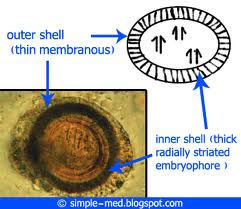 outer shell
(thin membranous)
inner shell (thick
radially striated
embryophore )
© simple-med.blogspot.com